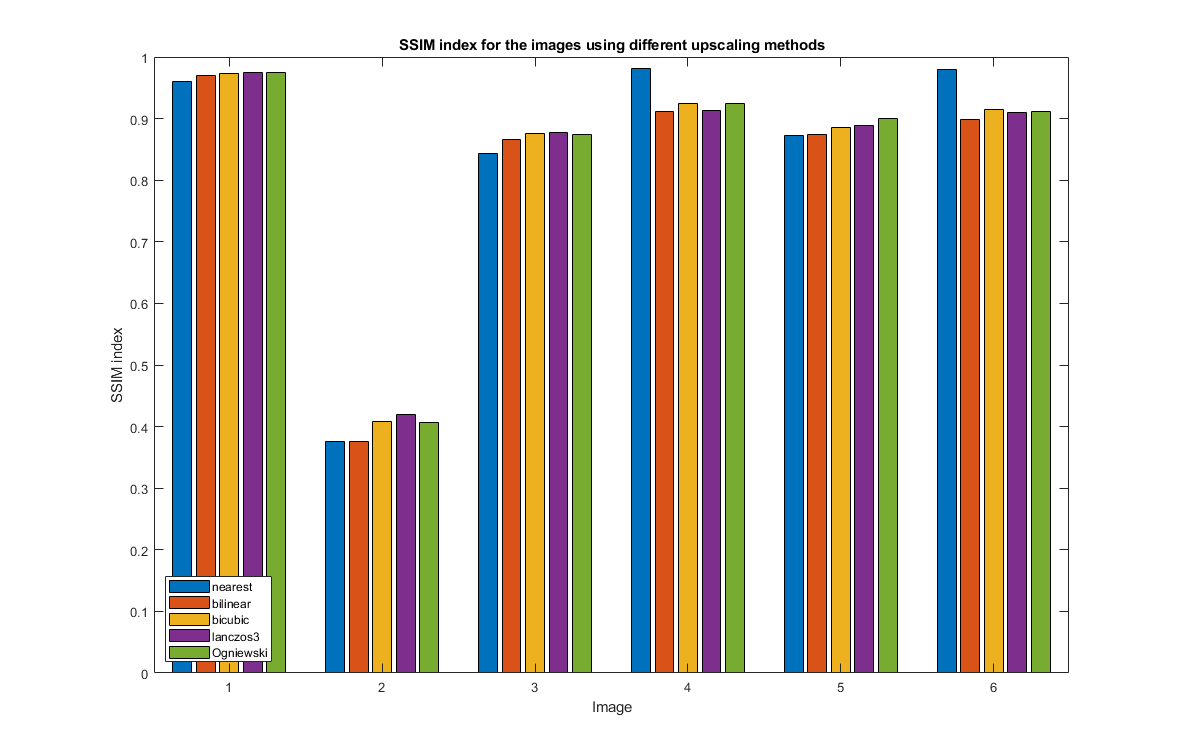 SSIM index for the images using different upscaling methods
1
0.9
0.8
0.7
0.6
0.5
0.4
0.3
0.2
0.1
0
SSIM index
nearest
bilinear
bicubic
lanczos3
Ogniewski
1 2 3 4 5 6
Image